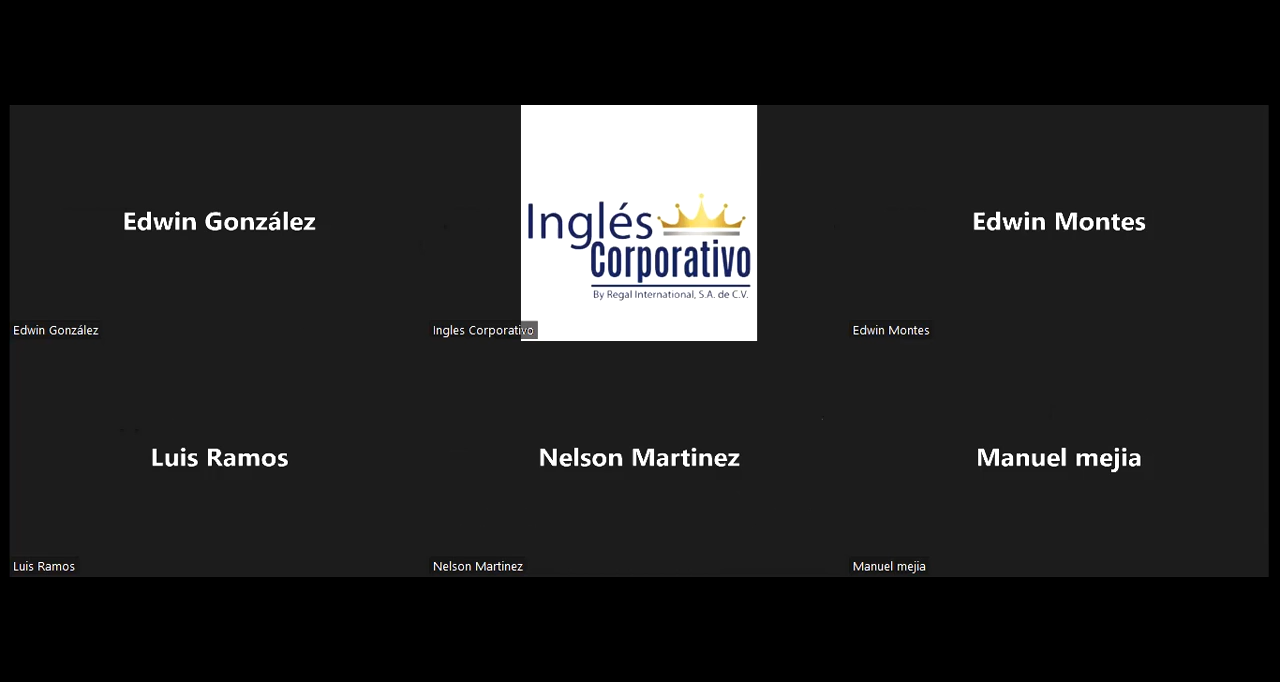 Edwin González
Edwin González
Inglés
Corporativo
By Regal International, S.A. de C.V.
Ingles Corporativo
Edwin Montes
Edwin Montes
Luis Ramos
Luis Ramos
Nelson Martinez
Nelson Martinez
Manuel mejia
Manuel mejia